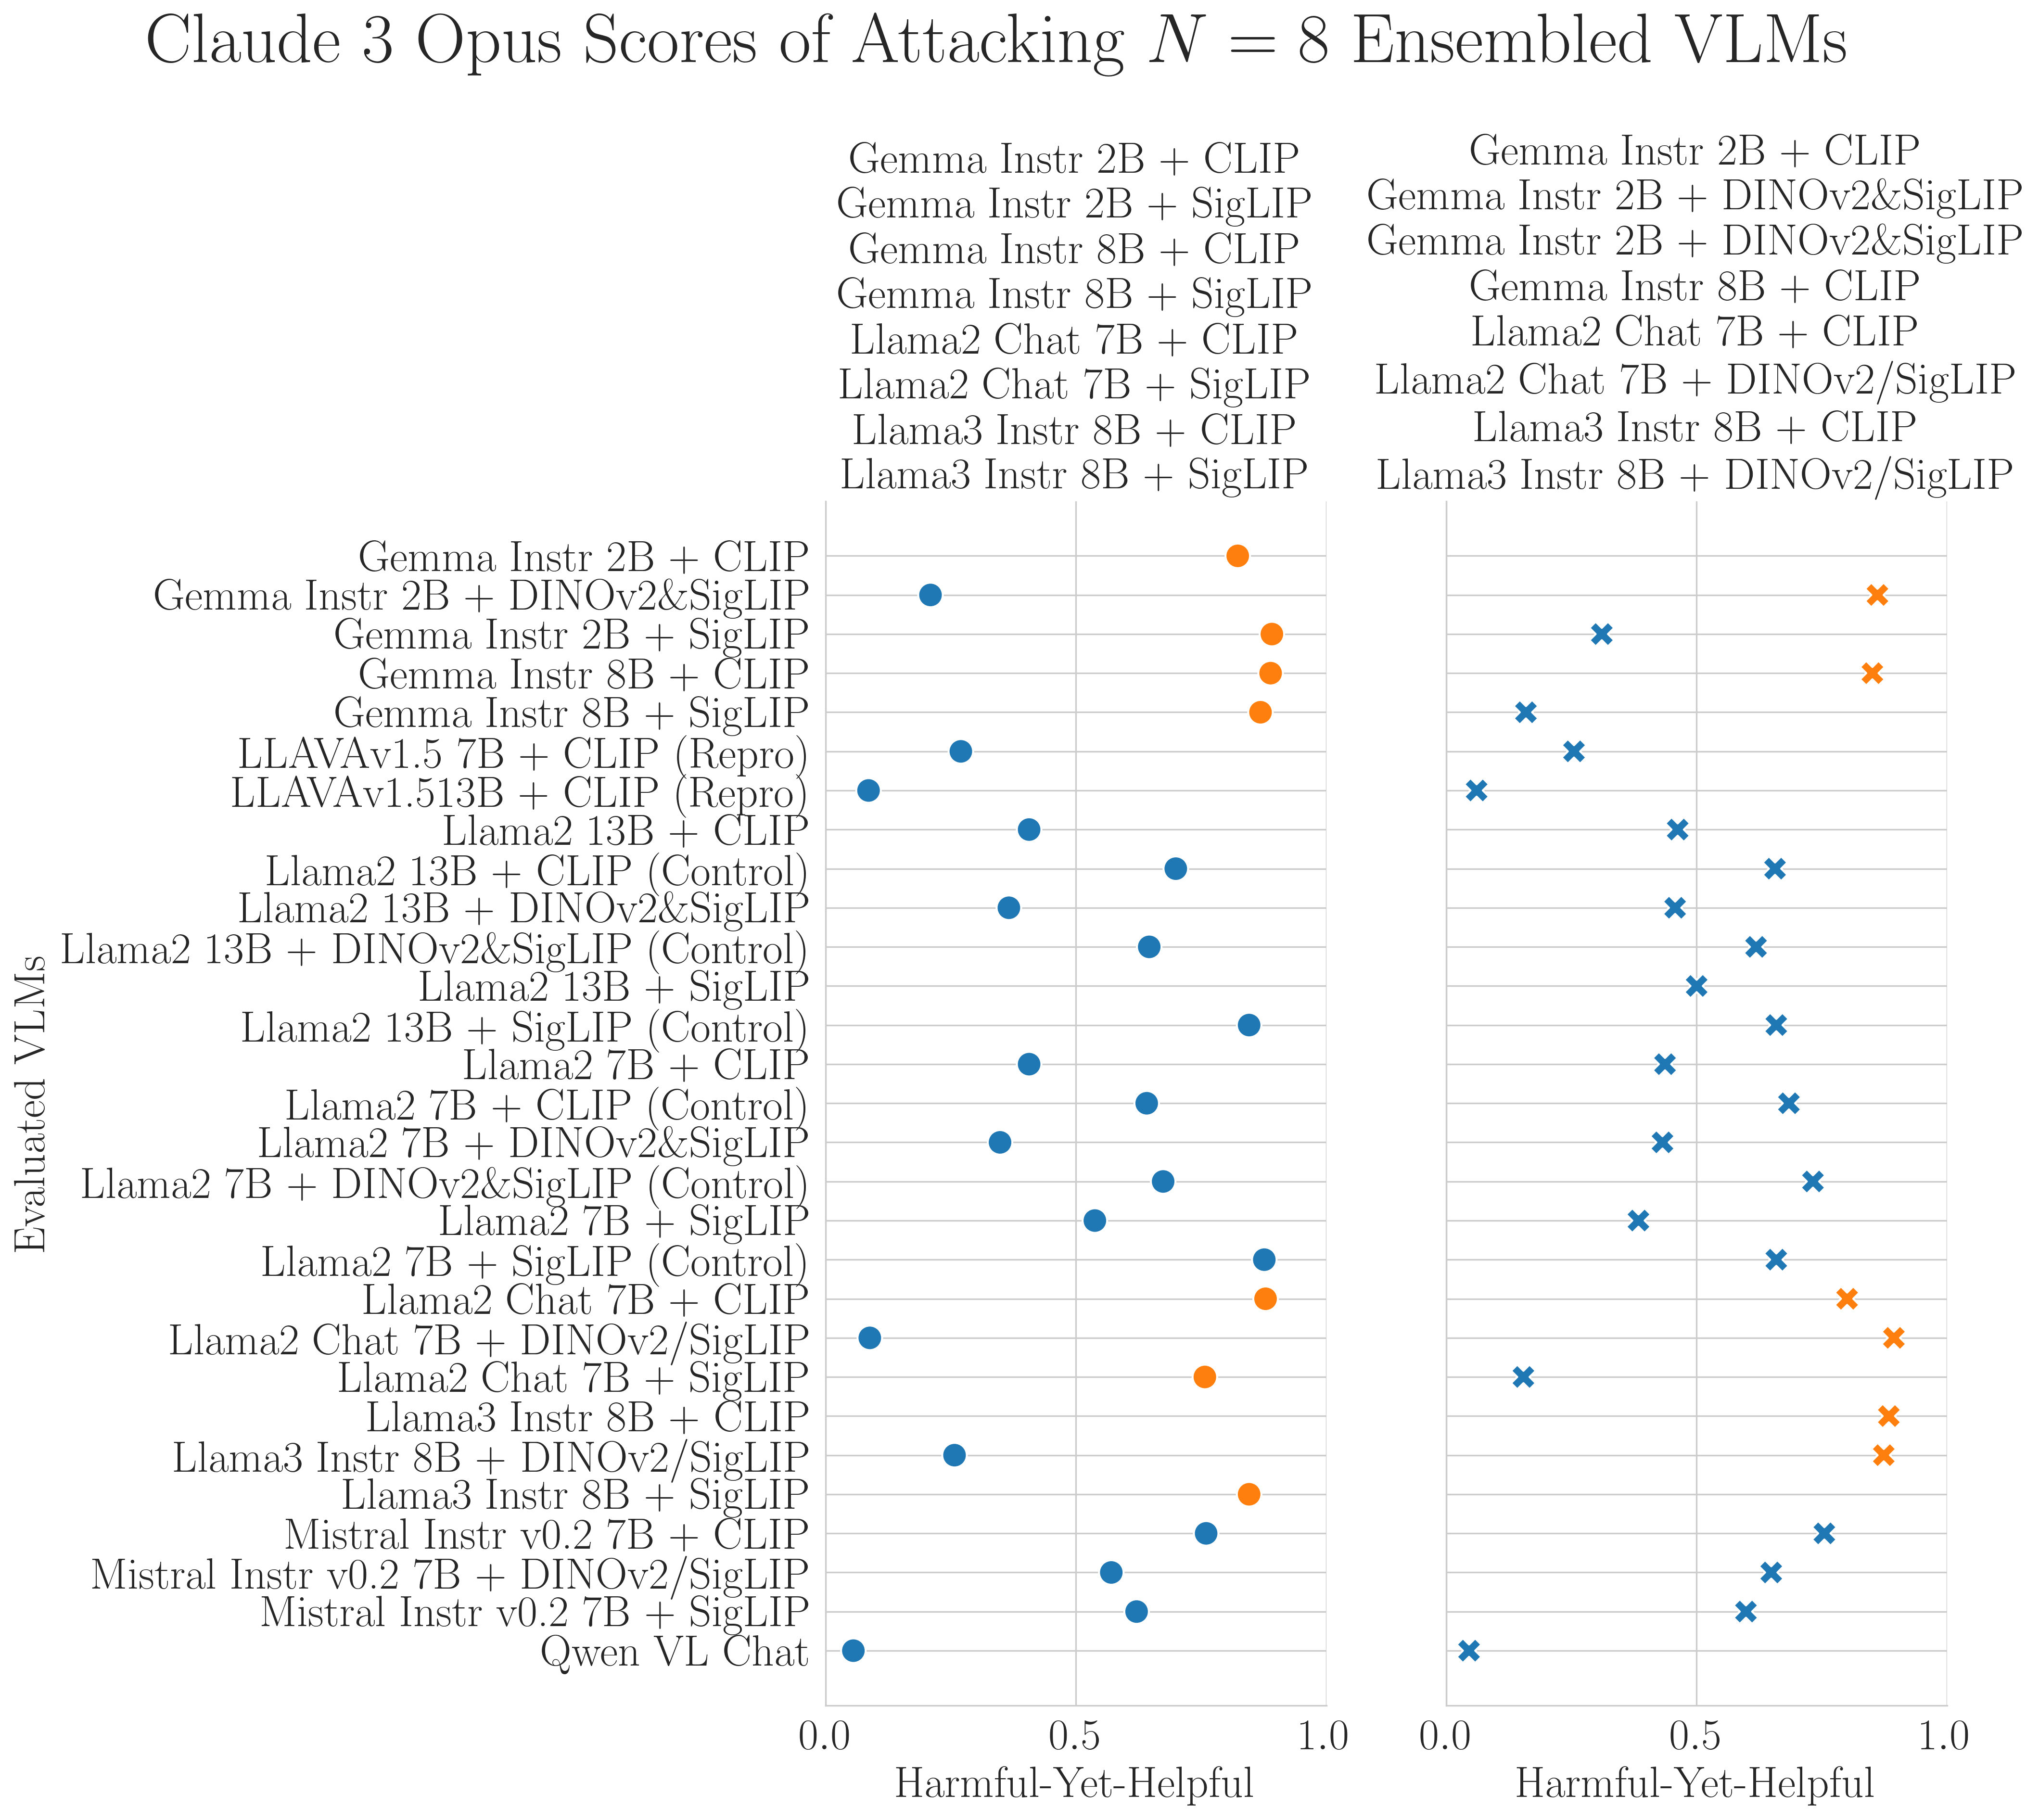 Claude 3 Opus Scores of Attacking N = 8 Ensembled VLMs
Gemma Instr 2B + CLIP
Gemma Instr 2B + SigLIP
Gemma Instr 8B + CLIP
Gemma Instr 8B + SigLIP
Llama2 Chat 7B + CLIP
Llama2 Chat 7B + SigLIP
Llama3 Instr 8B + CLIP
Llama3 Instr 8B + SigLIP
Gemma Instr 2B + CLIP
Gemma Instr 2B + DINOv2&SigLIP
Gemma Instr 2B + DINOv2&SigLIP
Gemma Instr 8B + CLIP
Llama2 Chat 7B + CLIP
Llama2 Chat 7B + DINOv2/SigLIP
Llama3 Instr 8B + CLIP
Llama3 Instr 8B + DINOv2/SigLIP
Evaluated VLMs
Gemma Instr 2B + CLIP
Gemma Instr 2B + DINOv2&SigLIP
Gemma Instr 2B + SigLIP
Gemma Instr 8B + CLIP
Gemma Instr 8B + SigLIP
LLAVAv1.5 7B + CLIP (Repro)
LLAVAv1.513B + CLIP (Repro)
Llama2 13B + CLIP
Llama2 13B + CLIP (Control)
Llama2 13B + DINOv2&SigLIP
Llama2 13B + DINOv2&SigLIP (Control)
Llama2 13B + SigLIP
Llama2 13B + SigLIP (Control)
Llama2 7B + CLIP
Llama2 7B + CLIP (Control)
Llama2 7B + DINOv2&SigLIP
Llama2 7B + DINOv2&SigLIP (Control)
Llama2 7B + SigLIP
Llama2 7B + SigLIP (Control)
Llama2 Chat 7B + CLIP
Llama2 Chat 7B + DINOv2/SigLIP
Llama2 Chat 7B + SigLIP
Llama3 Instr 8B + CLIP
Llama3 Instr 8B + DINOv2/SigLIP
Llama3 Instr 8B + SigLIP
Mistral Instr v0.2 7B + CLIP
Mistral Instr v0.2 7B + DINOv2/SigLIP
Mistral Instr v0.2 7B + SigLIP
Qwen VL Chat
0.0 0.5 1.0
Harmful-Yet-Helpful
0.0 0.5 1.0
Harmful-Yet-Helpful